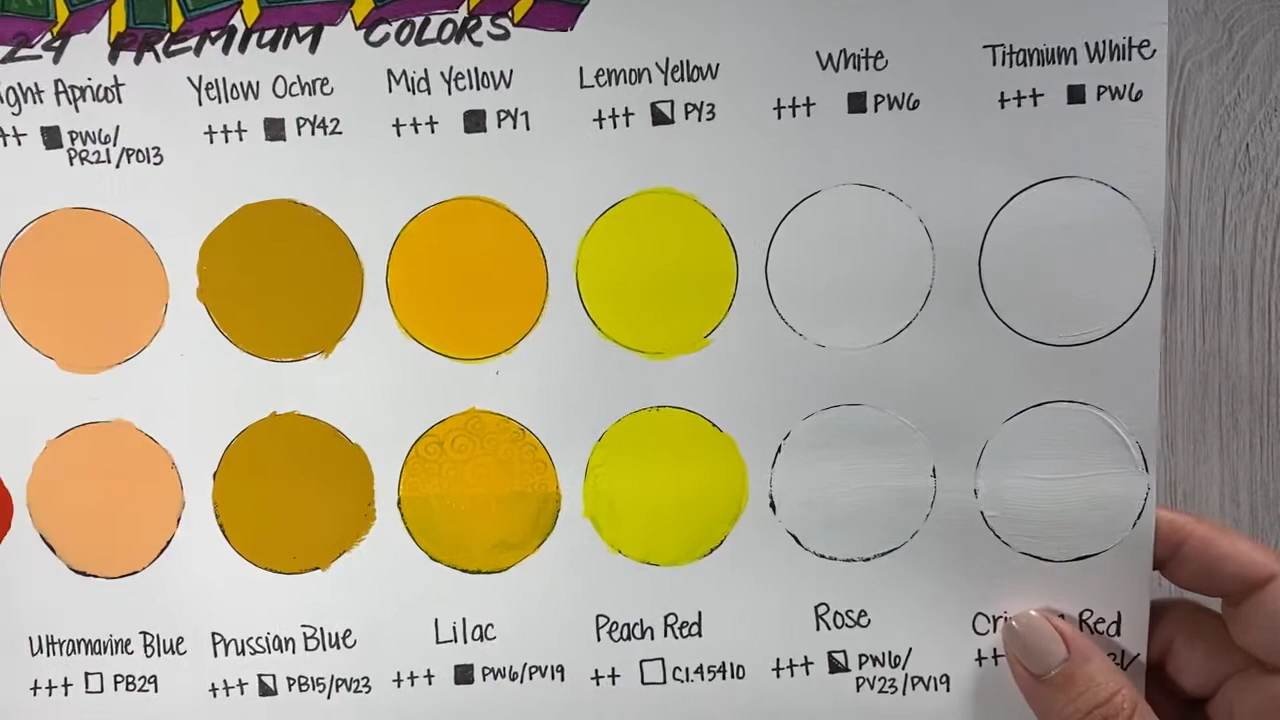 24 PREMIUM COLORS
ight Apricot
++ PW6/
PR21/PO13
Yellow Ochre
+++ PY42
Mid Yellow
+++ PY1
Lemon Yellow
+++ PY3
White
+++ PW6
Titanium White
+++ PW6
Ultramarine Blue
+++ PB29
Prussian Blue
+++ PB15/PV23
Lilac
+++ PW6/PV19
Peach Red
++ C.I.45410
Rose
+++ PW6/
PV23/PV19
Red
++